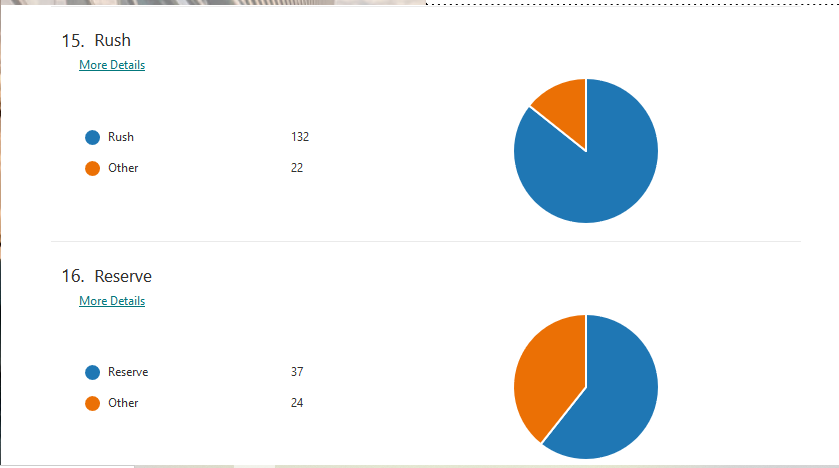 15. Rush
More Details
Rush 132
Other 22
16. Reserve
More Details
Reserve 37
Other 24